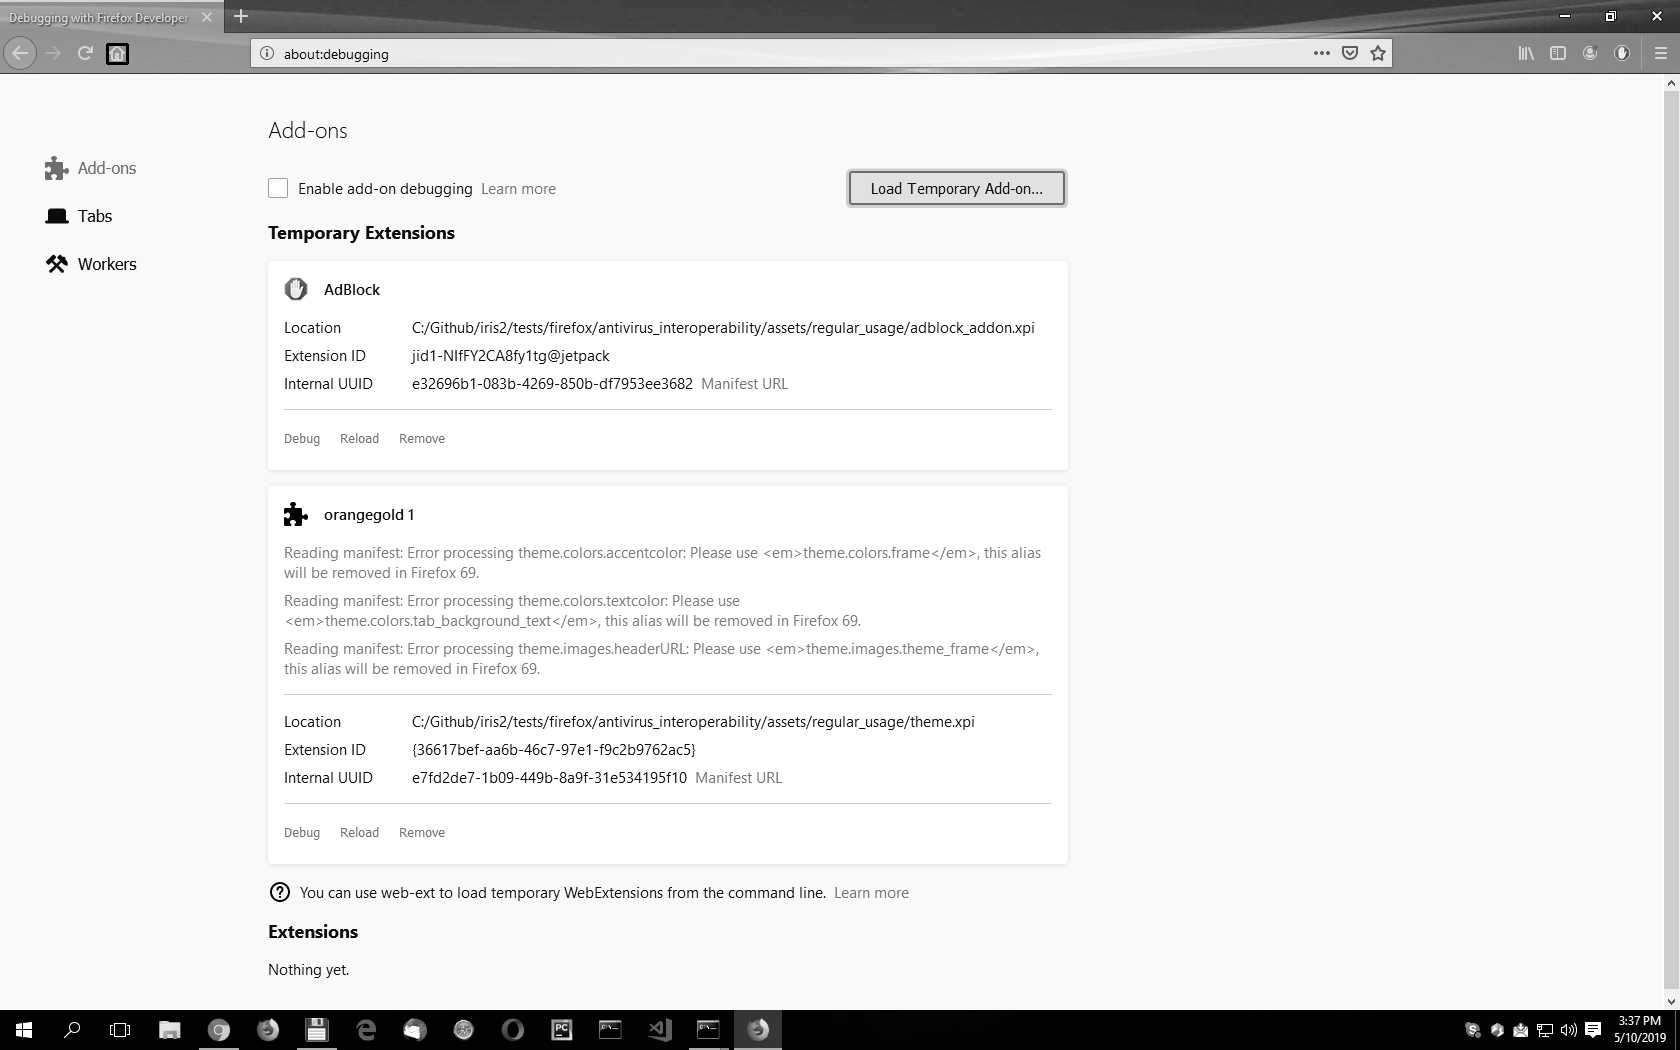 Debugging with Firefox Developer
about:debugging
Add-ons
Add-ons
Tabs
Workers
Enable add-on debugging Learn more
Load Temporary Add-on...
Temporary Extensions
AdBlock
Location C:/Github/iris2/tests/firefox/antivirus_interoperability/assets/regular_usage/adblock_addon.xpi
Extension ID jid1-NIfFY2CA8fy1tg@jetpack
Internal UUID e32696b1-083b-4269-850b-df7953ee3682 Manifest URL
Debug Reload Remove
orangegold 1
Reading manifest: Error processing theme.colors.accentcolor: Please use <em>theme.colors.frame</em>, this alias
will be removed in Firefox 69.
Reading manifest: Error processing theme.colors.textcolor: Please use
<em>theme.colors.tab_background_text</em>, this alias will be removed in Firefox 69.
Reading manifest: Error processing theme.images.headerURL: Please use <em>theme.images.theme_frame</em>,
this alias will be removed in Firefox 69.
Location C:/Github/iris2/tests/firefox/antivirus_interoperability/assets/regular_usage/theme.xpi
Extension ID {36617bef-aa6b-46c7-97e1-f9c2b9762ac5}
Internal UUID e7fd2de7-1b09-449b-8a9f-31e534195f10 Manifest URL
Debug Reload Remove
You can use web-ext to load temporary WebExtensions from the command line. Learn more
Extensions
Nothing yet.
PC
3:37 PM
5/10/2019